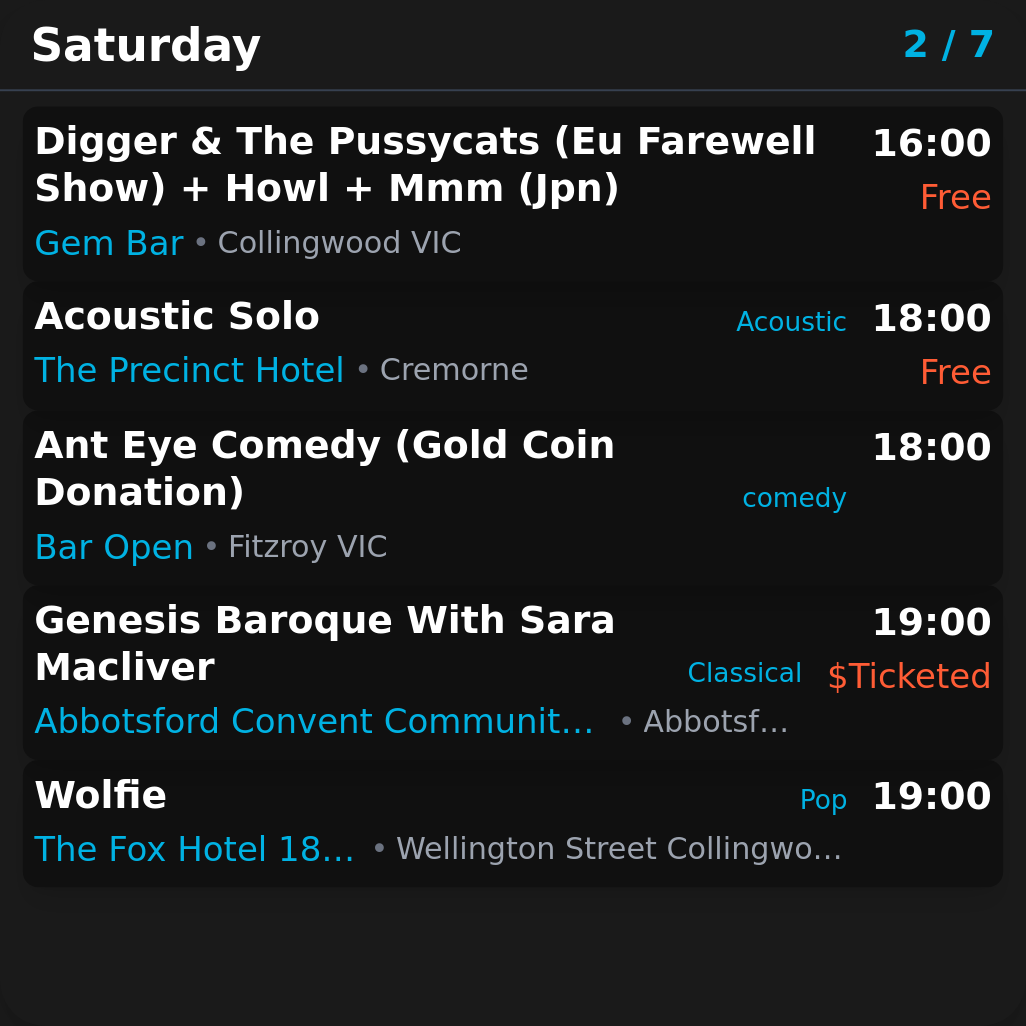 Saturday 2 / 7
Digger & The Pussycats (Eu Farewell Show) + Howl + Mmm (Jpn) 16:00
Free
Gem Bar • Collingwood VIC
Acoustic Solo Acoustic 18:00
The Precinct Hotel • Cremorne Free
Ant Eye Comedy (Gold Coin 18:00
Donation) comedy
Bar Open • Fitzroy VIC
Genesis Baroque With Sara 19:00
Macliver Classical $Ticketed
Abbotsford Convent Communit... • Abbotsf...
Wolfie Pop 19:00
The Fox Hotel 18... • Wellington Street Collingwo...